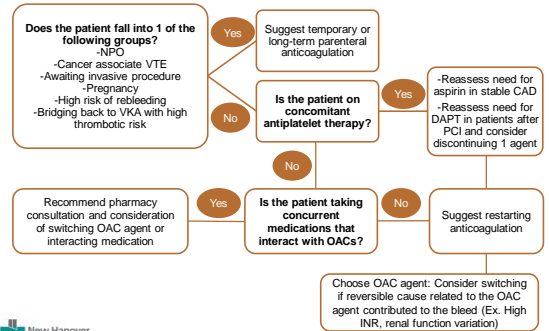 Does the patient fall into 1 of the
following groups?
-NPO
-Cancer associate VTE
-Awaiting invasive procedure
-Pregnancy
-High risk of rebleeding
-Bridging back to VKA with high
thrombotic risk
Yes
Suggest temporary or
long-term parenteral
anticoagulation
No
Is the patient on
concomitant
antiplatelet therapy?
Yes
-Reassess need for
aspirin in stable CAD
-Reassess need for
DAPT in patients after
PCI and consider
discontinuing 1 agent
No
Recommend pharmacy
consultation and consideration
of switching OAC agent or
interacting medication
Yes
Is the patient taking
concurrent
medications that
interact with OACs?
No
Suggest restarting
anticoagulation
Choose OAC agent: Consider switching
if reversible cause related to the OAC
agent contributed to the bleed (Ex. High
INR, renal function variation)
New Hanover